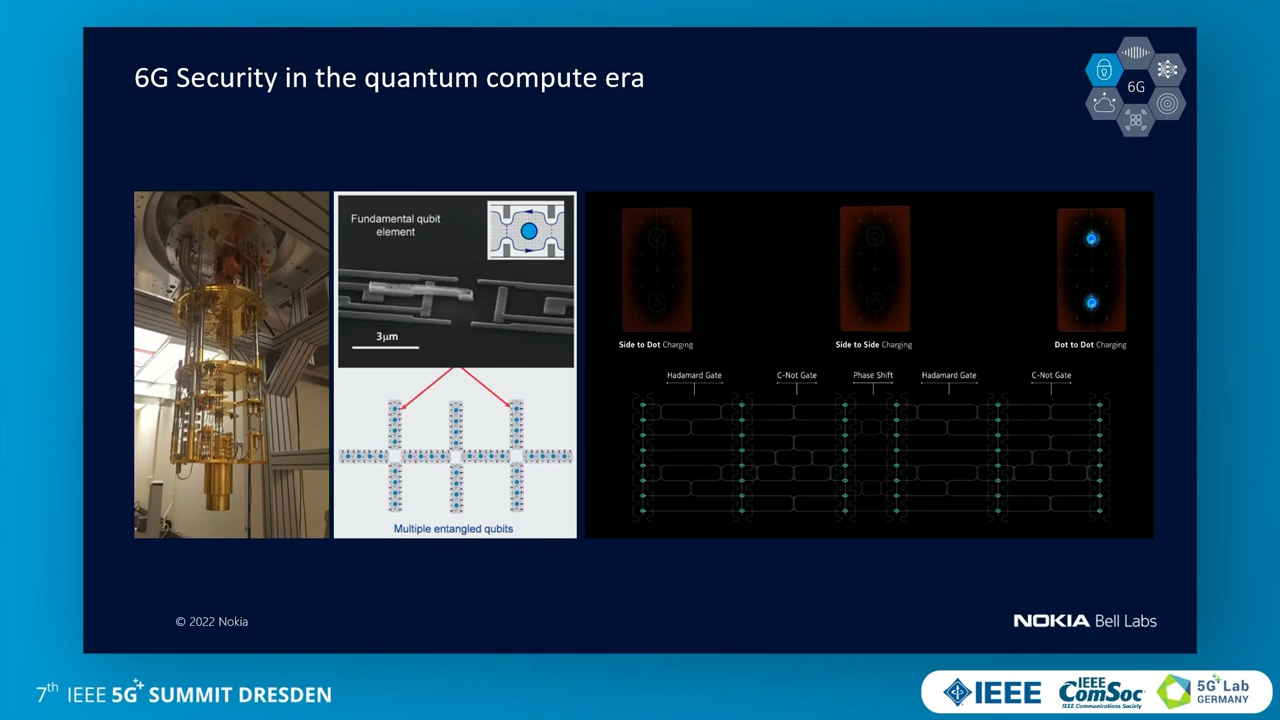 6G Security in the quantum compute era
6G
Fundamental qubit
element
3μm
Multiple entangled qubits
Side to Dot Charging
Side to Side Charging
Dot to Dot Charging
Hadamard Gate
C-Not Gate
Phase Shift
Hadamard Gate
C-Not Gate
© 2022 Nokia
NOKIA Bell Labs
7th IEEE 5G++ SUMMIT DRESDEN
IEEE
IEEE
ComSoc
IEEE Communications Society
5G++ Lab
GERMANY